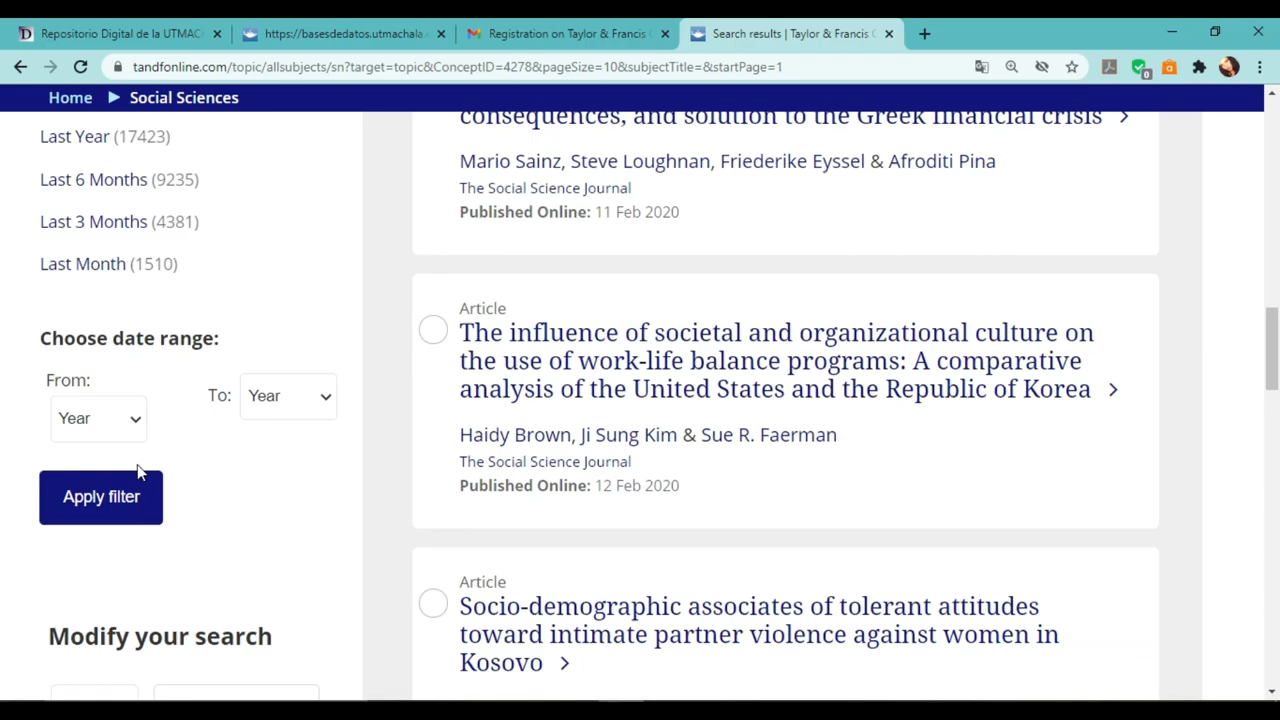 Repositorio Digital de la UTMAC
https://basesdedatos.utmachala.
Registration on Taylor & Francis
Search results | Taylor & Francis
tandfonline.com/topic/allsubjects/sn?target=topic&ConceptID=4278&pageSize=10&subjectTitle=&startPage=1
0
Home
Social Sciences
Last Year (17423)
Last 6 Months (9235)
Last 3 Months (4381)
Last Month (1510)
Choose date range:
From:
Year
To:
Year
Apply filter
Modify your search
consequences, and solution to the Greek financial crisis
Mario Sainz, Steve Loughnan, Friederike Eyssel & Afroditi Pina
The Social Science Journal
Published Online: 11 Feb 2020
Article
The influence of societal and organizational culture on
the use of work-life balance programs: A comparative
analysis of the United States and the Republic of Korea
Haidy Brown, Ji Sung Kim & Sue R. Faerman
The Social Science Journal
Published Online: 12 Feb 2020
Article
Socio-demographic associates of tolerant attitudes
toward intimate partner violence against women in
Kosovo